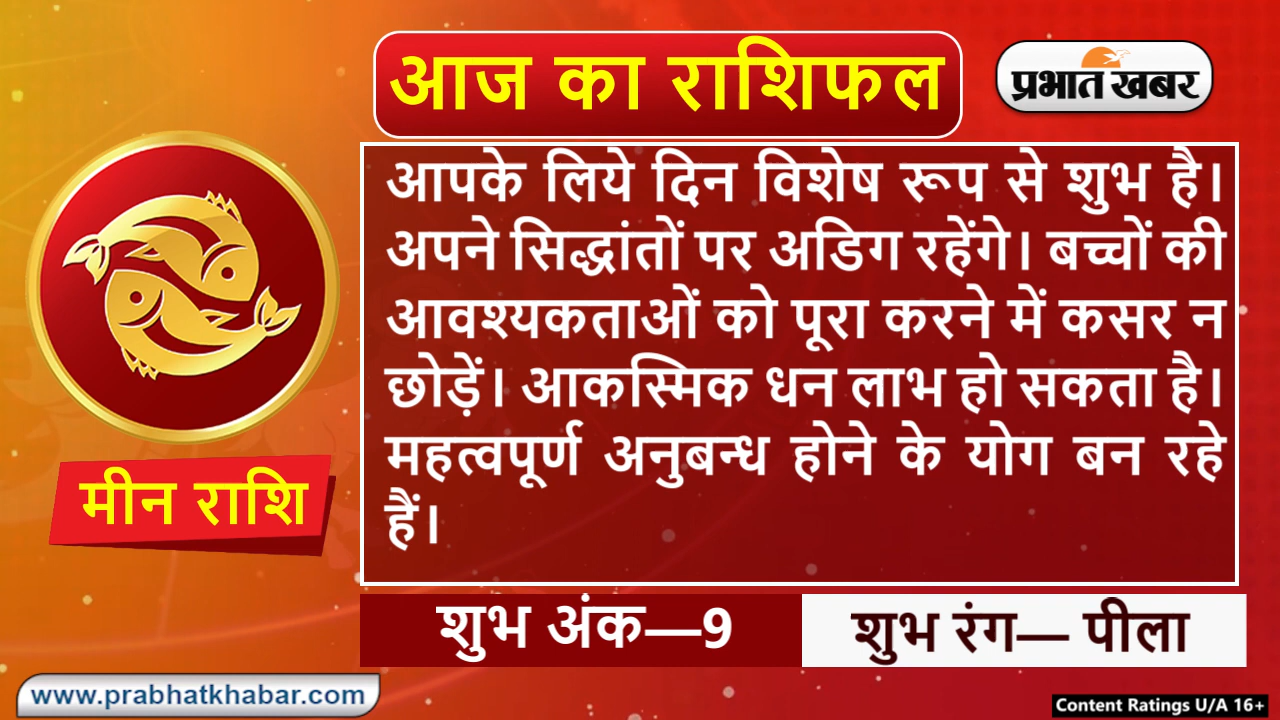 आज का राशिफल
प्रभात खबर
आपके लिये दिन विशेष रूप से शुभ है।
अपने सिद्धांतों पर अडिग रहेंगे। बच्चों की
आवश्यकताओं को पूरा करने में कसर न
छोड़ें। आकस्मिक धन लाभ हो सकता है।
महत्वपूर्ण अनुबन्ध होने के योग बन रहे
हैं।
मीन राशि
शुभ अंक—9
शुभ रंग— पीला
www.prabhatkhabar.com
Content Ratings U/A 16+